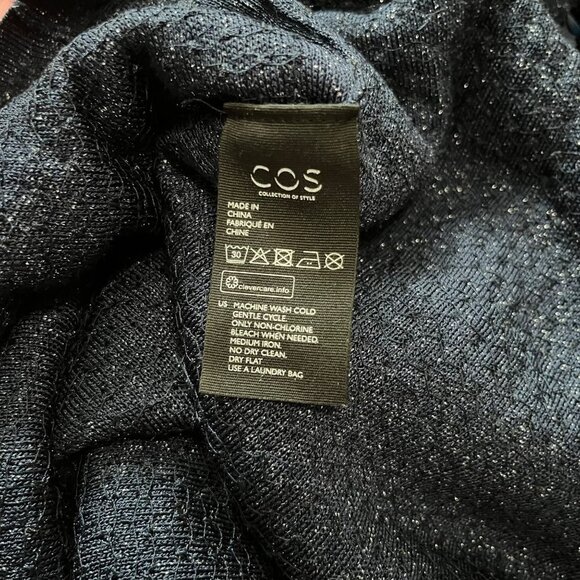 COS
COLLECTION OF STYLE
MADE IN
CHINA
FABRIQUÉ EN
CHINE
30
clevercare.info
US MACHINE WASH COLD
GENTLE CYCLE.
ONLY NON-CHLORINE
BLEACH WHEN NEEDED.
MEDIUM IRON.
NO DRY CLEAN.
DRY FLAT
USE A LAUNDRY BAG